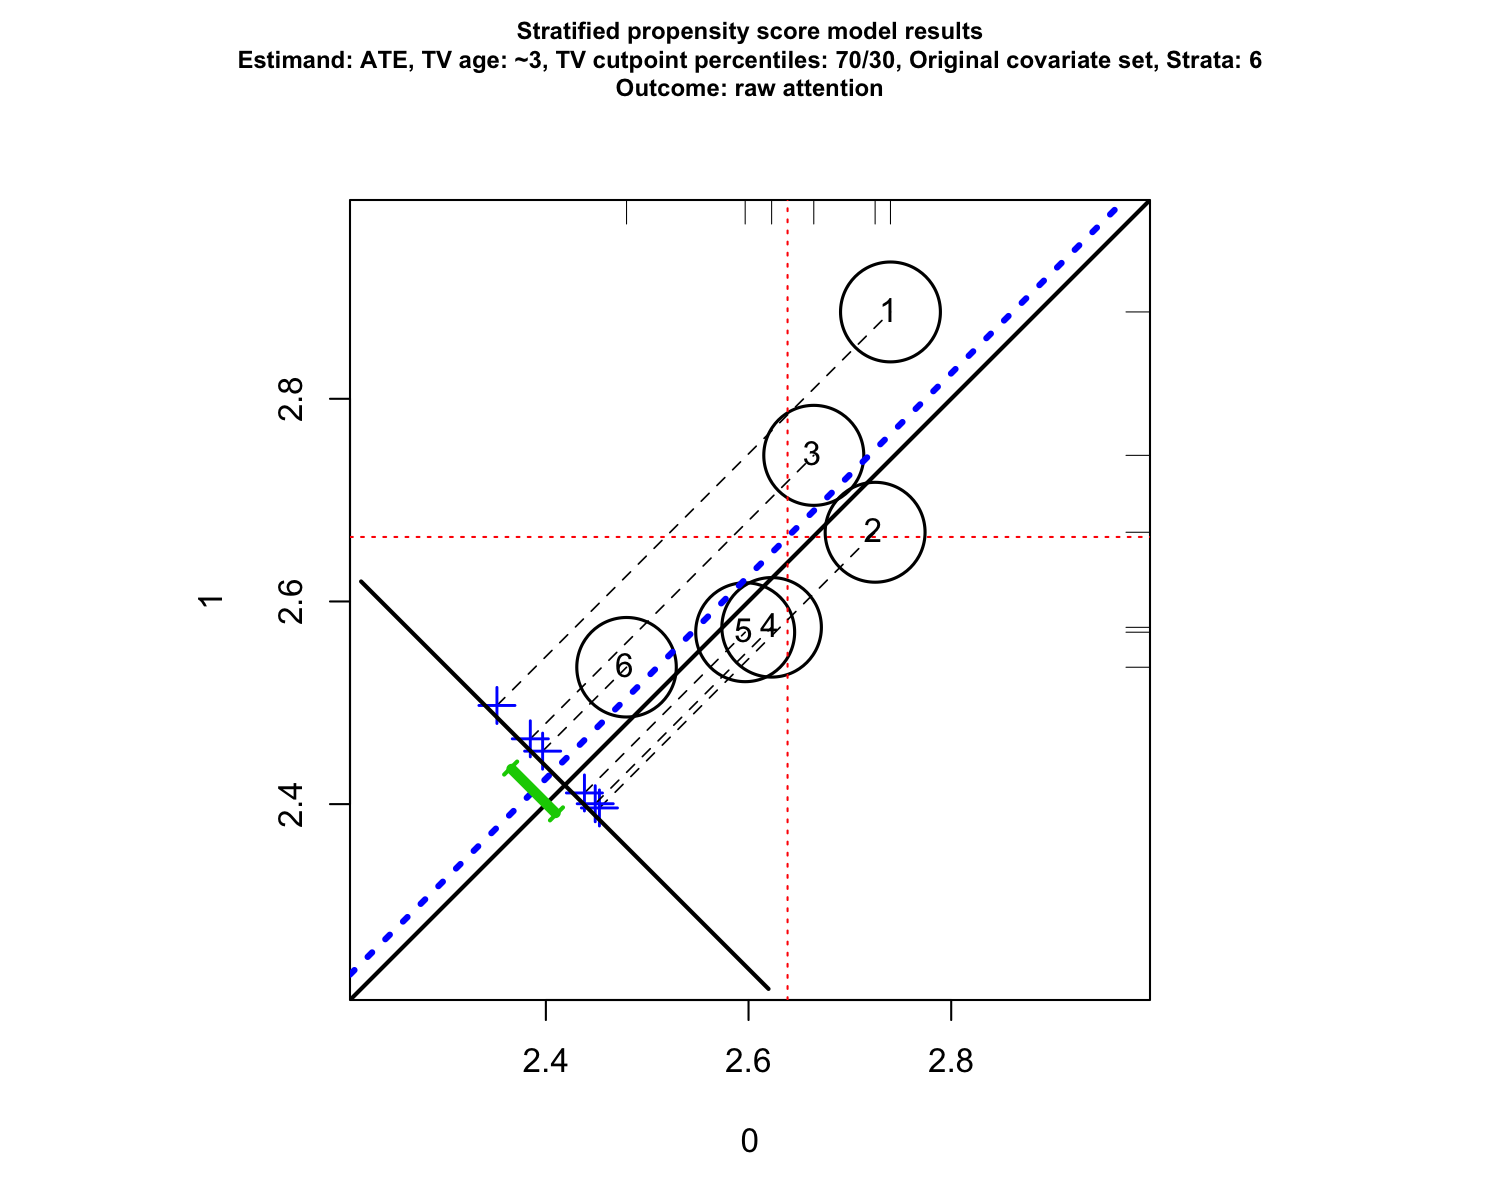 Stratified propensity score model results
Estimand: ATE, TV age: ~3, TV cutpoint percentiles: 70/30, Original covariate set, Strata: 6
Outcome: raw attention
1
3
2
5 4
6
2.8
2.6
2.4
1
2.4 2.6 2.8
0